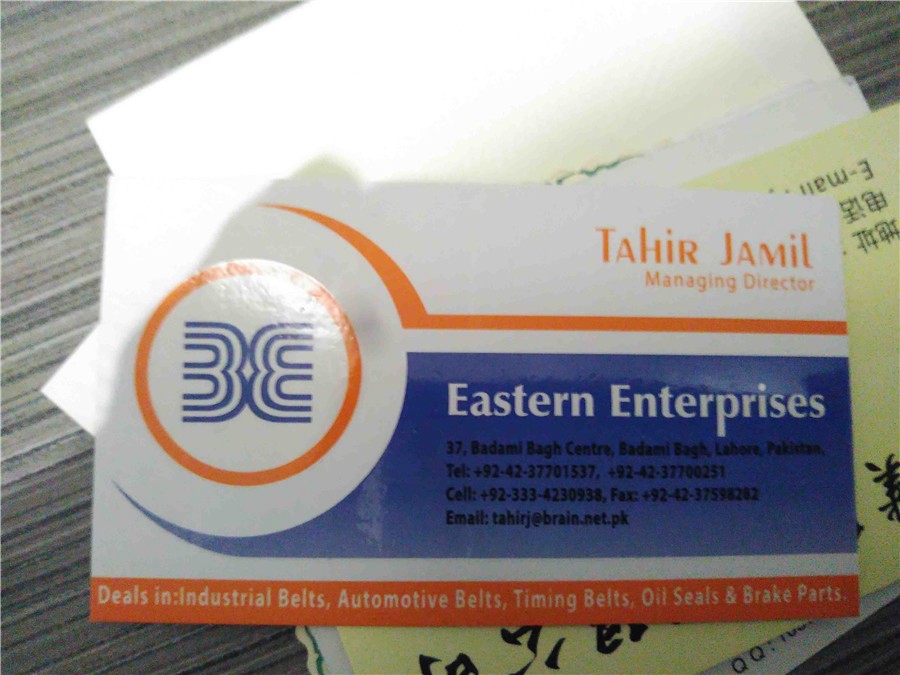 TAHIR JAMIL
Managing Director
Eastern Enterprises
37, Badami Bagh Centre, Badami Bagh, Lahore, Pakistan.
Tel: +92-42-37701537, +92-42-37700251
Cell: +92-333-4230938, Fax: +92-42-37598282
Email: tahirj@brain.net.pk
Deals in:Industrial Belts, Automotive Belts, Timing Belts, Oil Seals & Brake Parts.
E-mail
电话
地址
QQ: